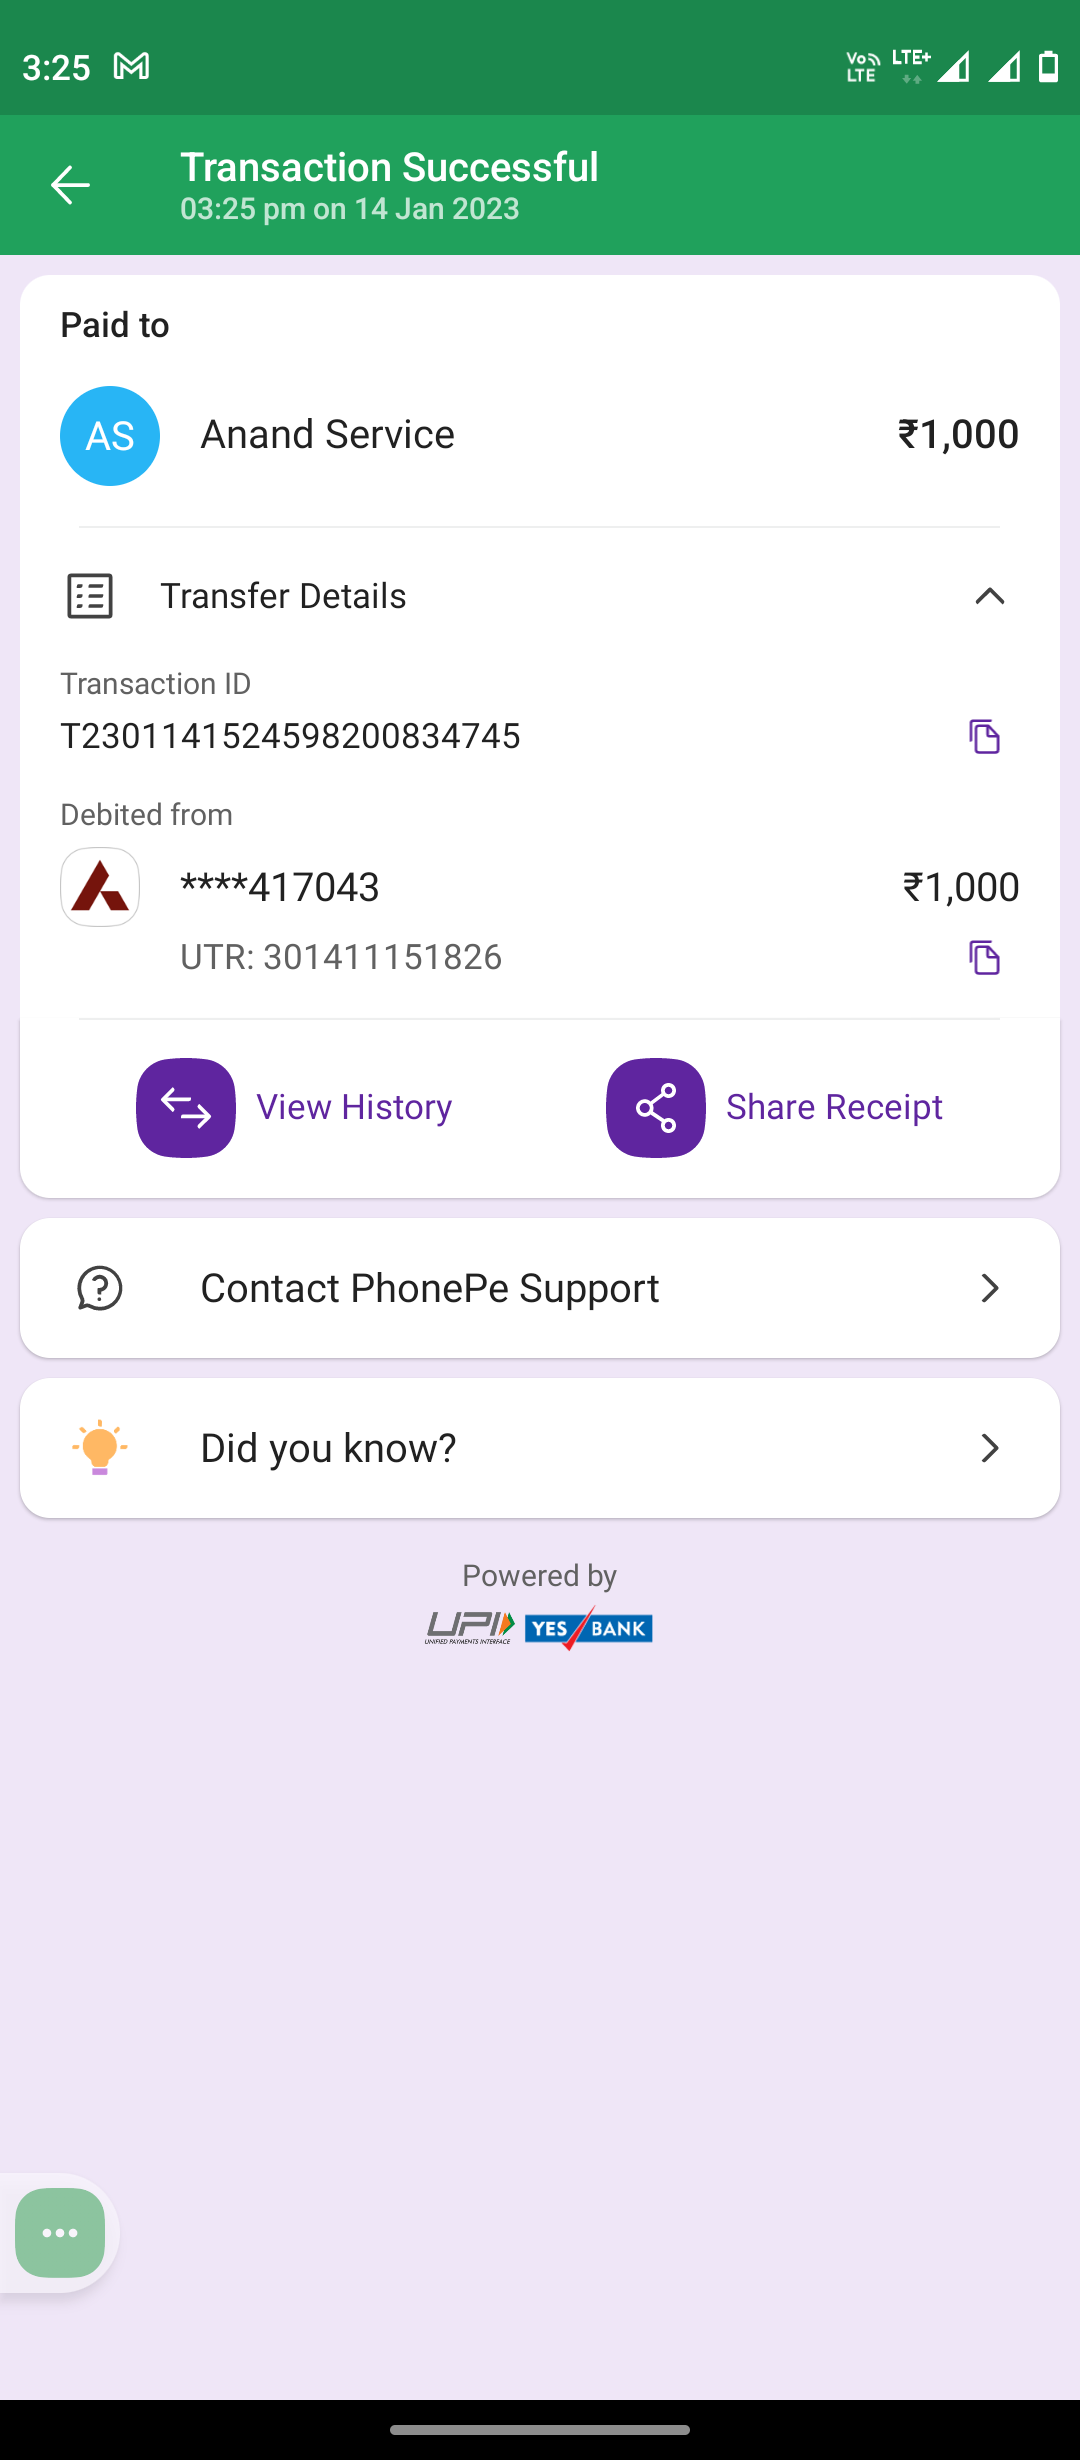 3:25
Vo LTE LTE+
Transaction Successful
03:25 pm on 14 Jan 2023
Paid to
AS Anand Service ₹1,000
Transfer Details
Transaction ID
T2301141524598200834745
Debited from
****417043 ₹1,000
UTR: 301411151826
View History Share Receipt
Contact PhonePe Support
Did you know?
Powered by
UPI YES BANK
UNIFIED PAYMENTS INTERFACE